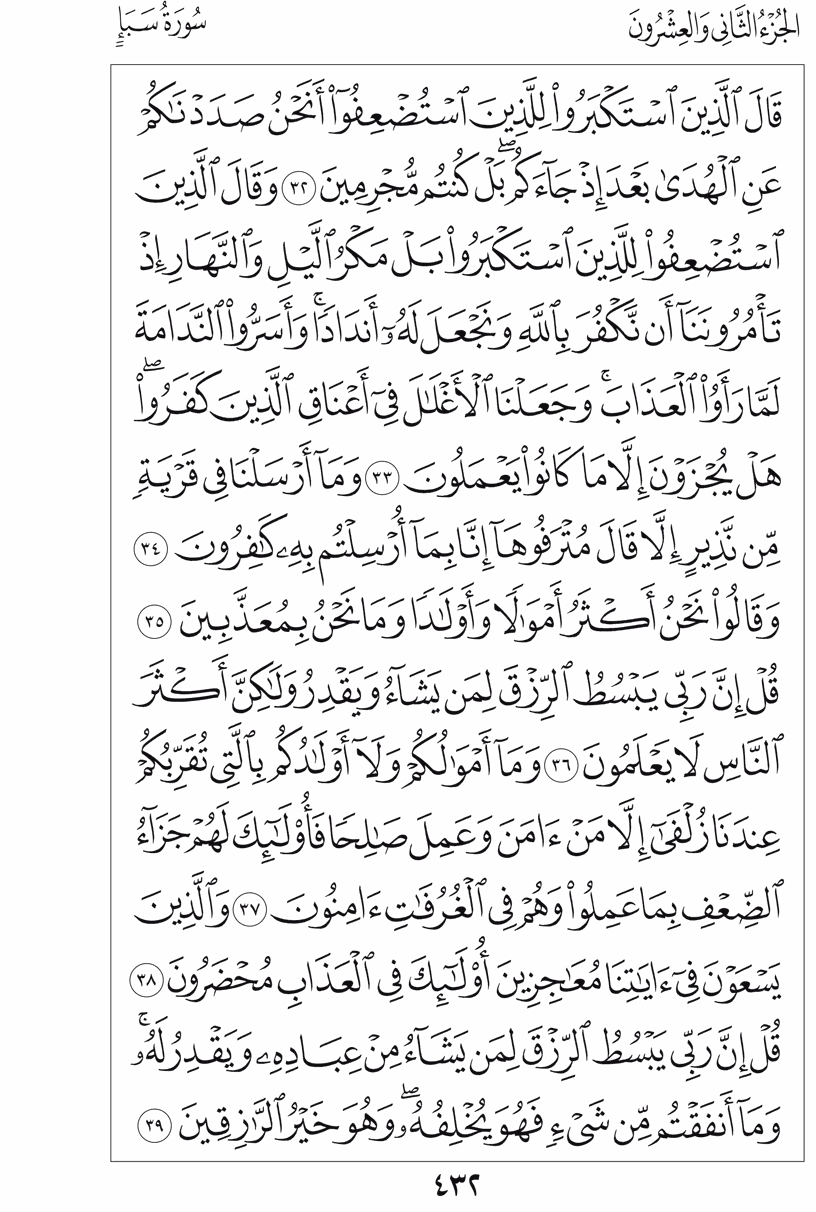 الجُزْءُ الثَّانِي وَالعِشْرُونَ
سُورَةُ سَبَإٍ
قَالَ ٱلَّذِينَ ٱسْتَكْبَرُوا۟ لِلَّذِينَ ٱسْتُضْعِفُوٓا۟ أَنَحْنُ صَدَدْنَٰكُمْ
عَنِ ٱلْهُدَىٰ بَعْدَ إِذْ جَآءَكُم ۖ بَلْ كُنتُم مُّجْرِمِينَ ٣٢ وَقَالَ ٱلَّذِينَ
ٱسْتُضْعِفُوا۟ لِلَّذِينَ ٱسْتَكْبَرُوا۟ بَلْ مَكْرُ ٱلَّيْلِ وَٱلنَّهَارِ إِذْ
تَأْمُرُونَنَآ أَن نَّكْفُرَ بِٱللَّهِ وَنَجْعَلَ لَهُۥٓ أَندَادًا ۚ وَأَسَرُّوا۟ ٱلنَّدَامَةَ
لَمَّا رَأَوُا۟ ٱلْعَذَابَ ۚ وَجَعَلْنَا ٱلْأَغْلَٰلَ فِىٓ أَعْنَاقِ ٱلَّذِينَ كَفَرُوا۟ ۖ
هَلْ يُجْزَوْنَ إِلَّا مَا كَانُوا۟ يَعْمَلُونَ ٣٣ وَمَآ أَرْسَلْنَا فِى قَرْيَةٍ
مِّن نَّذِيرٍ إِلَّا قَالَ مُتْرَفُوهَآ إِنَّا بِمَآ أُرْسِلْتُم بِهِۦ كَٰفِرُونَ ٣٤
وَقَالُوا۟ نَحْنُ أَكْثَرُ أَمْوَٰلًا وَأَوْلَٰدًا وَمَا نَحْنُ بِمُعَذَّبِينَ ٣٥
قُلْ إِنَّ رَبِّى يَبْسُطُ ٱلرِّزْقَ لِمَن يَشَآءُ وَيَقْدِرُ وَلَٰكِنَّ أَكْثَرَ
ٱلنَّاسِ لَا يَعْلَمُونَ ٣٦ وَمَآ أَمْوَٰلُكُمْ وَلَآ أَوْلَٰدُكُم بِٱلَّتِى تُقَرِّبُكُمْ
عِندَنَا زُلْفَىٰٓ إِلَّا مَنْ ءَامَنَ وَعَمِلَ صَٰلِحًا فَأُو۟لَٰٓئِكَ لَهُمْ جَزَآءُ
ٱلضِّعْفِ بِمَا عَمِلُوا۟ وَهُمْ فِى ٱلْغُرُفَٰتِ ءَامِنُونَ ٣٧ وَٱلَّذِينَ
يَسْعَوْنَ فِىٓ ءَايَٰتِنَا مُعَٰجِزِينَ أُو۟لَٰٓئِكَ فِى ٱلْعَذَابِ مُحْضَرُونَ ٣٨
قُلْ إِنَّ رَبِّى يَبْسُطُ ٱلرِّزْقَ لِمَن يَشَآءُ مِنْ عِبَادِهِۦ وَيَقْدِرُ لَهُۥ ۚ
وَمَآ أَنفَقْتُم مِّن شَىْءٍ فَهُوَ يُخْلِفُهُۥ ۖ وَهُوَ خَيْرُ ٱلرَّٰزِقِينَ ٣٩
٤٣٢